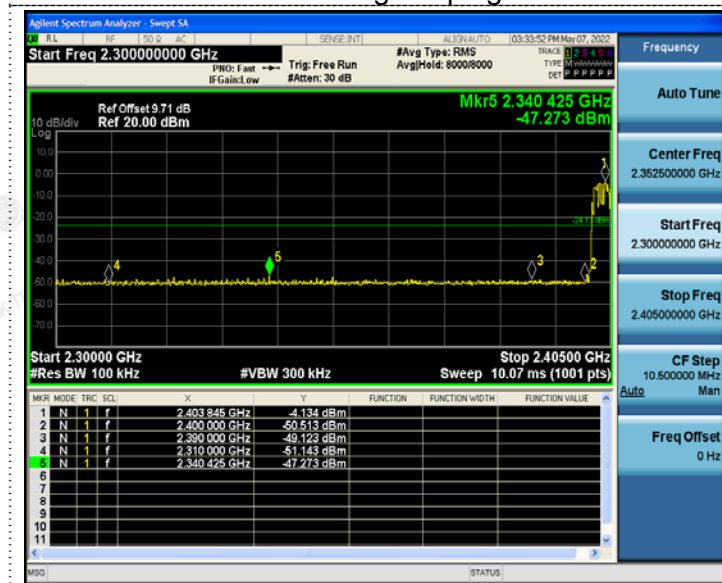 Agilent Spectrum Analyzer - Swept SA
RL RF 50 Ω AC SENSE:INT ALIGN AUTO 03:33:52 PM May 07, 2022
Start Freq 2.300000000 GHz
PNO: Fast
IFGain:Low
Trig: Free Run
#Atten: 30 dB
#Avg Type: RMS
Avg|Hold: 8000/8000
TRACE 1 2 3 4 5 6
TYPE
DET P P P P P P
Frequency
Auto Tune
Center Freq
2.352500000 GHz
Start Freq
2.300000000 GHz
Stop Freq
2.405000000 GHz
CF Step
10.500000 MHz
Auto Man
Freq Offset
0 Hz
Mkr5 2.340 425 GHz
-47.273 dBm
Ref Offset 9.71 dB
Ref 20.00 dBm
10 dB/div
Log
10.0
0.00
-10.0
-20.0
-30.0
-40.0
-50.0
-60.0
-70.0
1
2
3
4
5
Start 2.30000 GHz Stop 2.40500 GHz
#Res BW 100 kHz #VBW 300 kHz Sweep 10.07 ms (1001 pts)
MKR MODE TRC SCL X Y FUNCTION FUNCTION WIDTH FUNCTION VALUE
1 N 1 f 2.403 845 GHz -4.134 dBm
2 N 1 f 2.400 000 GHz -50.513 dBm
3 N 1 f 2.390 000 GHz -49.123 dBm
4 N 1 f 2.310 000 GHz -51.143 dBm
5 N 1 f 2.340 425 GHz -47.273 dBm
6
7
8
9
10
11
MSG STATUS